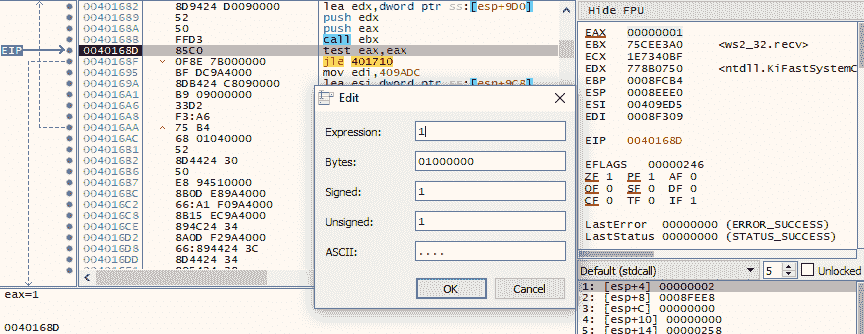 00401682 8D9424 D0090000 lea edx,dword ptr ss:[esp+9D0]
00401689 52 push edx
0040168A 50 push eax
0040168B FFD3 call ebx
EIP 0040168D 85C0 test eax,eax
0040168F 0F8E 7B000000 jle 401710
00401695 BF DC9A4000 mov edi,409ADC
0040169A 8DB424 C8090000 lea esi,dword ptr ss:[esp+9C8]
004016A1 B9 09000000
004016A6 33D2
004016A8 F3:A6
004016AA 75 B4
004016AC 68 01040000
004016B1 52
004016B2 8D4424 30
004016B6 50
004016B7 E8 94510000
004016BC 8B0D E89A4000
004016C2 66:A1 F09A4000
004016C8 8B15 EC9A4000
004016CE 894C24 34
004016D2 8A0D F29A4000
004016D8 66:894424 3C
004016DD 8D4424 34
eax=1
0040168D
Edit
Expression: 1
Bytes: 01000000
Signed: 1
Unsigned: 1
ASCII: ....
OK Cancel
Hide FPU
EAX 00000001
EBX 75CEE3A0 <ws2_32.recv>
ECX 1E7340BF
EDX 778B0750 <ntdll.KiFastSystemC
EBP 0008FCB4
ESP 0008EEE0
ESI 00409ED5
EDI 0008F309
EIP 0040168D
EFLAGS 00000246
ZF 1 PF 1 AF 0
OF 0 SF 0 DF 0
CF 0 TF 0 IF 1
LastError 00000000 (ERROR_SUCCESS)
LastStatus 00000000 (STATUS_SUCCESS)
Default (stdcall) 5 Unlocked
1: [esp+4] 00000002
2: [esp+8] 0008FEE8
3: [esp+C] 00000000
4: [esp+10] 00000000
5: [esp+14] 00000258